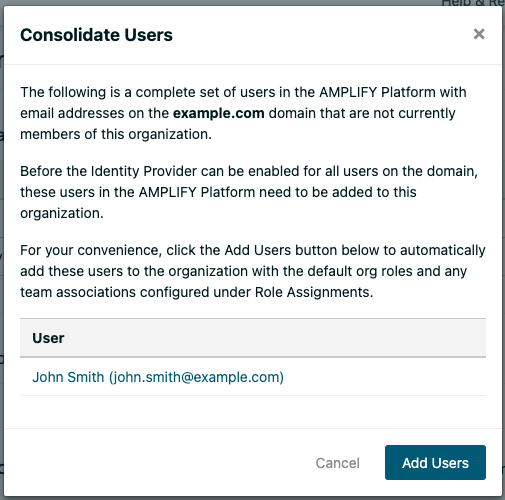 Help & Re
Consolidate Users
×
The following is a complete set of users in the AMPLIFY Platform with
email addresses on the example.com domain that are not currently
members of this organization.
Before the Identity Provider can be enabled for all users on the domain,
these users in the AMPLIFY Platform need to be added to this
organization.
For your convenience, click the Add Users button below to automatically
add these users to the organization with the default org roles and any
team associations configured under Role Assignments.
User
John Smith (john.smith@example.com)
Cancel Add Users